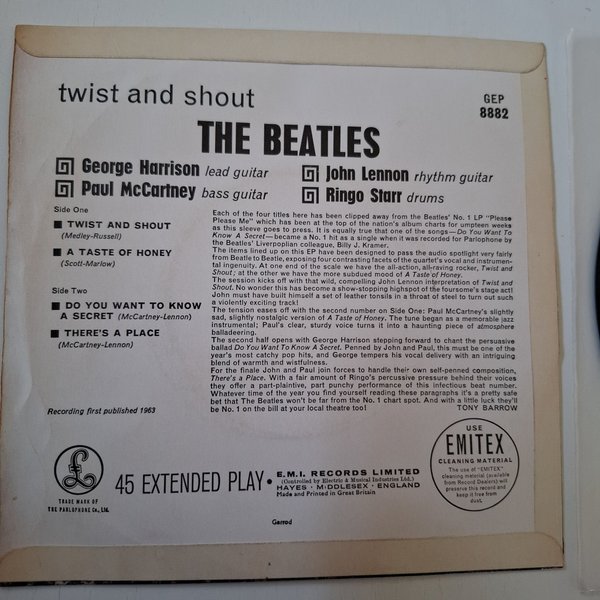 twist and shout
GEP
8882
THE BEATLES
George Harrison lead guitar
John Lennon rhythm guitar
Paul McCartney bass guitar
Ringo Starr drums
Side One
TWIST AND SHOUT
(Medley-Russell)
A TASTE OF HONEY
(Scott-Marlow)
Side Two
DO YOU WANT TO KNOW
A SECRET (McCartney-Lennon)
THERE'S A PLACE
(McCartney-Lennon)
Each of the four titles here has been clipped away from the Beatles' No. 1 LP "Please
Please Me" which has been at the top of the nation's album charts for umpteen weeks
as this sleeve goes to press. It is equally true that one of the songs—Do You Want To
Know A Secret—became a No. 1 hit as a single when it was recorded for Parlophone by
the Beatles' Liverpoplian colleague, Billy J. Kramer.
The items lined up on this EP have been designed to pass the audio spotlight very fairly
from Beatle to Beatle, exposing four contrasting facets of the quartet's vocal and instrumen-
tal ingenuity. At one end of the scale we have the all-action, all-raving rocker, Twist and
Shout; at the other we have the more subdued mood of A Taste of Honey.
The session kicks off with that wild, compelling John Lennon interpretation of Twist and
Shout. No wonder this has become a show-stopping highspot of the foursome's stage act!
John must have built himself a set of leather tonsils in a throat of steel to turn out such
a violently exciting track!
The tension eases off with the second number on Side One: Paul McCartney's slightly
sad, slightly nostalgic version of A Taste of Honey. The tune began as a memorable jazz
instrumental; Paul's clear, sturdy voice turns it into a haunting piece of atmosphere
balladeering.
The second half opens with George Harrison stepping forward to chant the persuasive
ballad Do You Want To Know A Secret. Penned by John and Paul, this must be one of the
year's most catchy pop hits, and George tempers his vocal delivery with an intriguing
blend of warmth and wistfulness.
For the finale John and Paul join forces to handle their own self-penned composition,
There's a Place. With a fair amount of Ringo's percussive pressure behind their voices
they offer a part-plaintive, part punchy performance of this infectious beat number.
Whatever time of the year you find yourself reading these paragraphs it's a pretty safe
bet that The Beatles won't be far from the No. 1 chart spot. And with a little luck they'll
be No. 1 on the bill at your local theatre too!
TONY BARROW
Recording first published 1963
TRADE MARK OF
THE PARLOPHONE Co., Ltd.
45 EXTENDED PLAY •
E.M.I. RECORDS LIMITED
(Controlled by Electric & Musical Industries Ltd.)
HAYES · MIDDLESEX · ENGLAND
Made and Printed in Great Britain
Garrod
USE
EMITEX
CLEANING MATERIAL
The use of "EMITEX"
cleaning material (available
from Record Dealers) will
preserve this record and
keep it free from
dust.